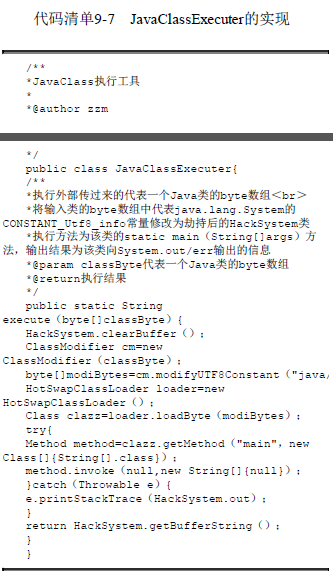 代码清单9-7 JavaClassExecuter的实现
/**
*JavaClass执行工具
*
*@author zzm
*/
public class JavaClassExecuter{
/**
*执行外部传过来的代表一个Java类的byte数组＜br＞
*将输入类的byte数组中代表java.lang.System的
CONSTANT_Utf8_info常量修改为劫持后的HackSystem类
*执行方法为该类的static main（String[]args）方
法，输出结果为该类向System.out/err输出的信息
*@param classByte代表一个Java类的byte数组
*@return执行结果
*/
public static String
execute（byte[]classByte）{
HackSystem.clearBuffer（）；
ClassModifier cm=new
ClassModifier（classByte）；
byte[]modiBytes=cm.modifyUTF8Constant（"java/
HotSwapClassLoader loader=new
HotSwapClassLoader（）；
Class clazz=loader.loadByte（modiBytes）；
try{
Method method=clazz.getMethod（"main"，new
Class[]{String[].class}）；
method.invoke（null,new String[]{null}）；
}catch（Throwable e）{
e.printStackTrace（HackSystem.out）；
}
return HackSystem.getBufferString（）；
}
}